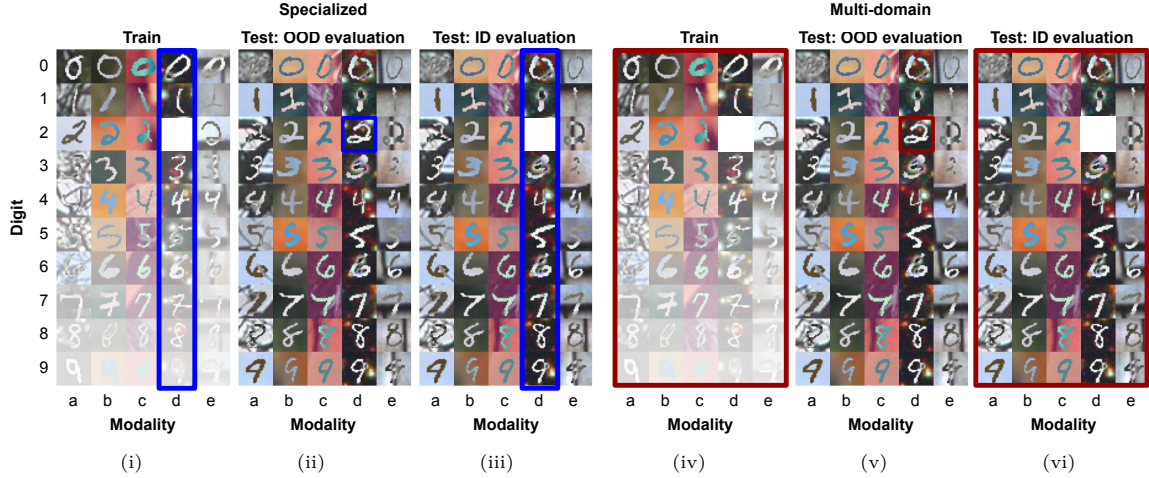 Specialized
Multi-domain
Train
Test: OOD evaluation
Test: ID evaluation
Train
Test: OOD evaluation
Test: ID evaluation
Digit
0
1
2
3
4
5
6
7
8
9
a b c d e
a b c d e
a b c d e
a b c d e
a b c d e
a b c d e
Modality
Modality
Modality
Modality
Modality
Modality
(i)
(ii)
(iii)
(iv)
(v)
(vi)